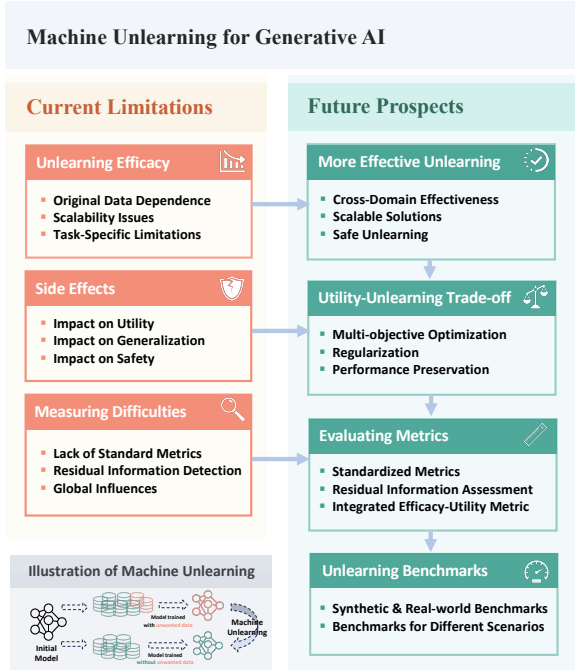 Machine Unlearning for Generative AI
Current Limitations
Unlearning Efficacy
Original Data Dependence
Scalability Issues
Task-Specific Limitations
Side Effects
Impact on Utility
Impact on Generalization
Impact on Safety
Measuring Difficulties
Lack of Standard Metrics
Residual Information Detection
Global Influences
Future Prospects
More Effective Unlearning
Cross-Domain Effectiveness
Scalable Solutions
Safe Unlearning
Utility-Unlearning Trade-off
Multi-objective Optimization
Regularization
Performance Preservation
Evaluating Metrics
Standardized Metrics
Residual Information Assessment
Integrated Efficacy-Utility Metric
Unlearning Benchmarks
Synthetic & Real-world Benchmarks
Benchmarks for Different Scenarios
Illustration of Machine Unlearning
Initial
Model
Model trained
with unwanted data
Machine
Unlearning
Model trained
without unwanted data